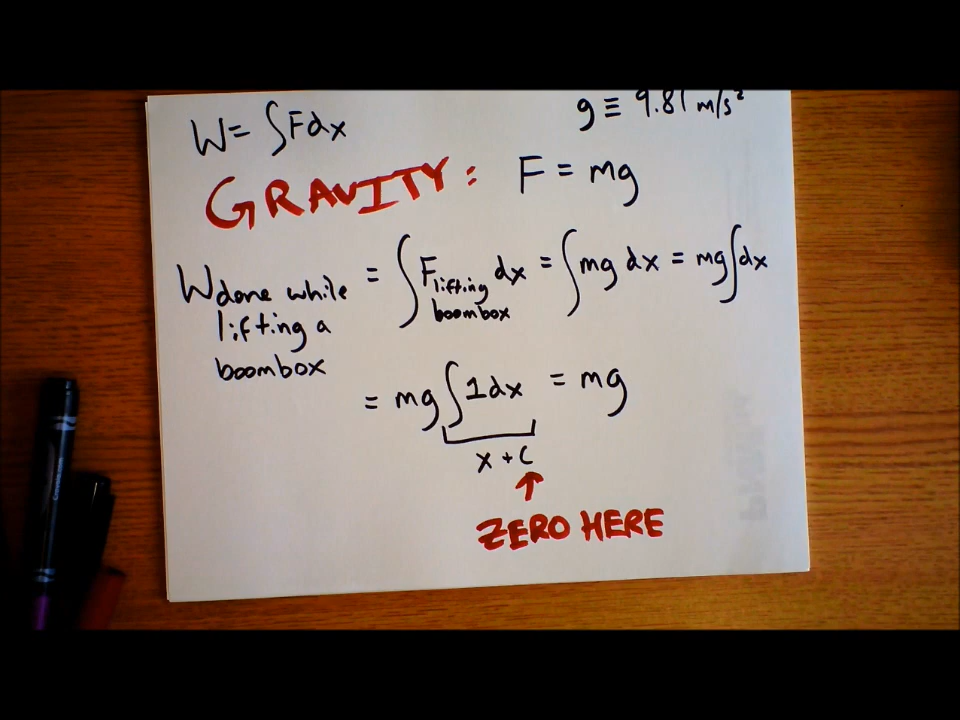 W = ∫Fdx
g ≡ 9.81 m/s²
GRAVITY: F = mg
W done while lifting a boombox = ∫F lifting boombox dx = ∫mg dx = mg∫dx
= mg∫1dx = mg
x + C
↑
ZERO HERE